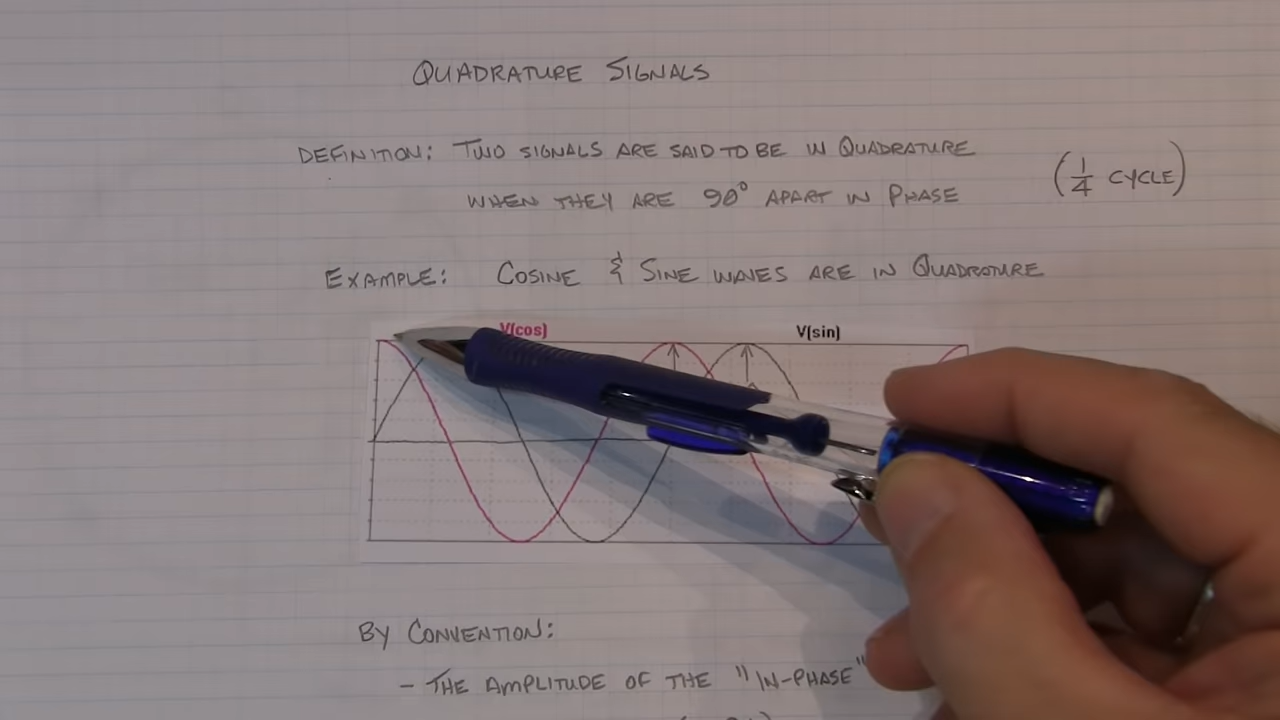 QUADRATURE SIGNALS
DEFINITION: TWO SIGNALS ARE SAID TO BE IN QUADRATURE
WHEN THEY ARE 90° APART IN PHASE
(1/4 CYCLE)
EXAMPLE: COSINE & SINE WAVES ARE IN QUADRATURE
V(cos) V(sin)
BY CONVENTION:
- THE AMPLITUDE OF THE "IN-PHASE"